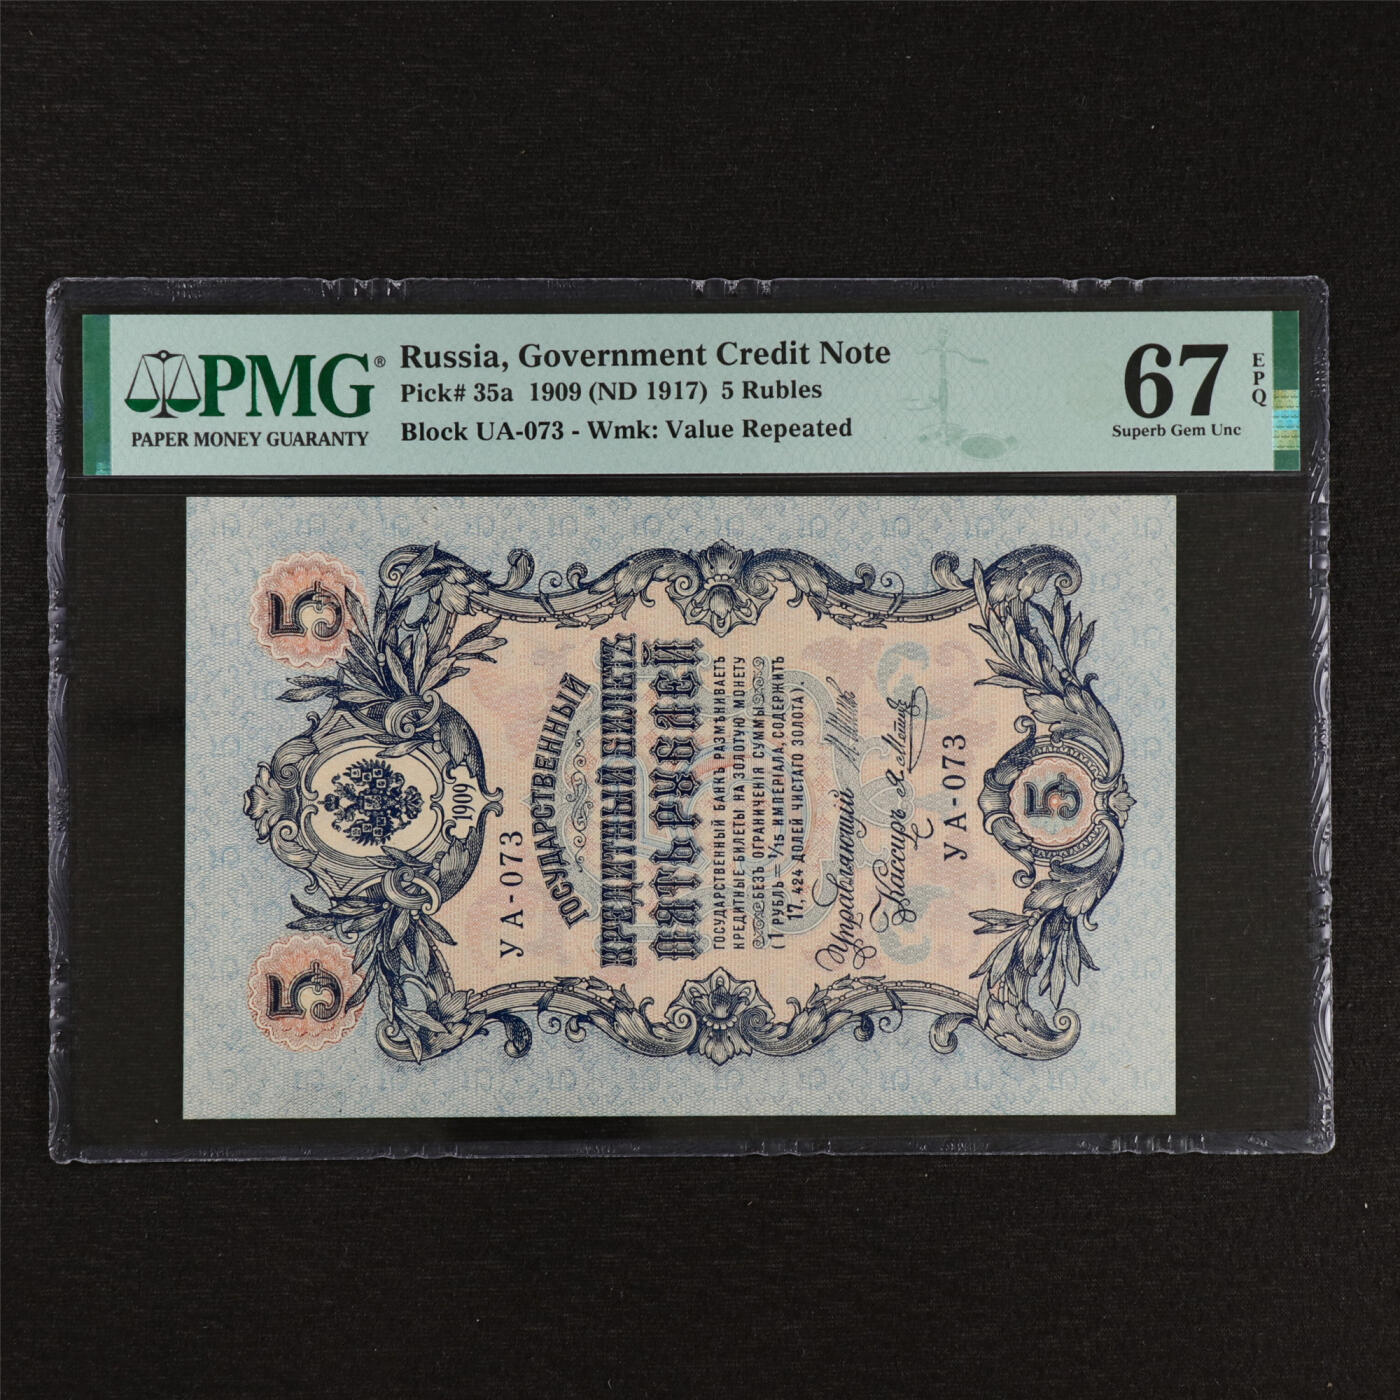 PMG®
PAPER MONEY GUARANTY
Russia, Government Credit Note
Pick# 35a 1909 (ND 1917) 5 Rubles
Block UA-073 - Wmk: Value Repeated
67
EPQ
Superb Gem Unc
5
5
1909
УА-073
ГОСУДАРСТВЕННЫЙ
КРЕДИТНЫЙ БИЛЕТЪ
ПЯТЬ РУБЛЕЙ
ГОСУДАРСТВЕННЫЙ БАНКЪ РАЗМѢНИВАЕТЪ
КРЕДИТНЫЕ БИЛЕТЫ НА ЗОЛОТУЮ МОНЕТУ
БЕЗЪ ОГРАНИЧЕНІЯ СУММЫ
(1 РУБЛЬ = 1/15 ИМПЕРІАЛА, СОДЕРЖИТЪ
17,424 ДОЛЕЙ ЧИСТАГО ЗОЛОТА).
Управляющій
Кассиръ
УА-073
5